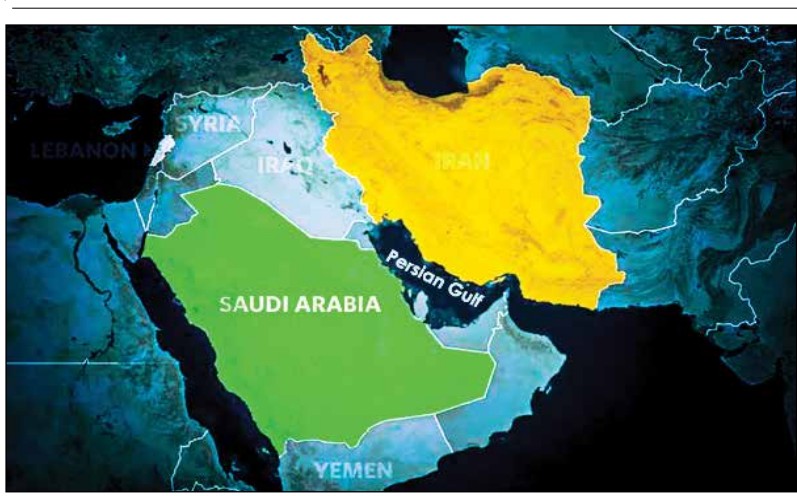 SYRIA
LEBANON
IRAQ
IRAN
Persian Gulf
SAUDI ARABIA
YEMEN